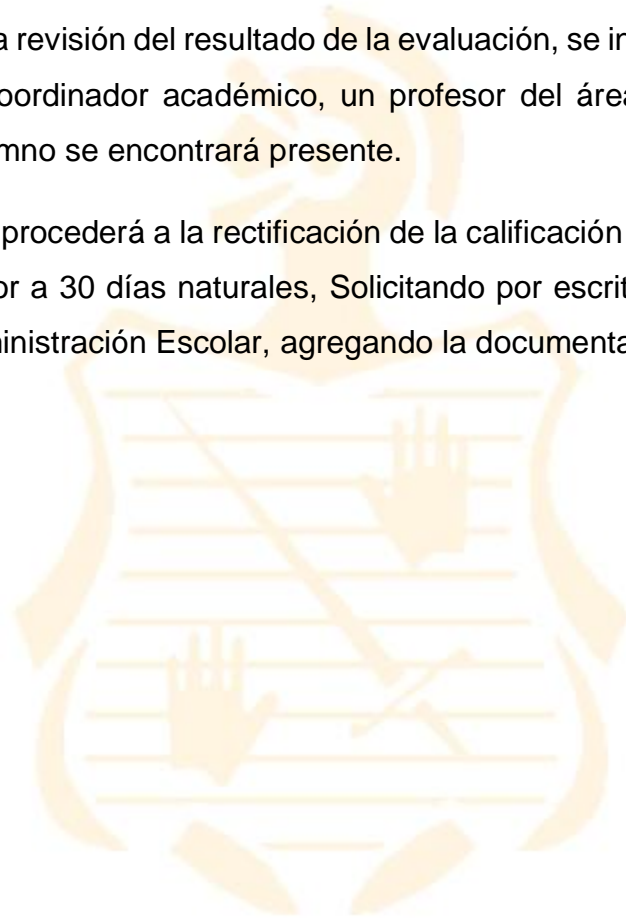 a revisión del resultado de la evaluación, se in
oordinador académico, un profesor del área
mno se encontrará presente.
procederá a la rectificación de la calificación
or a 30 días naturales, Solicitando por escrit
ninistración Escolar, agregando la documenta